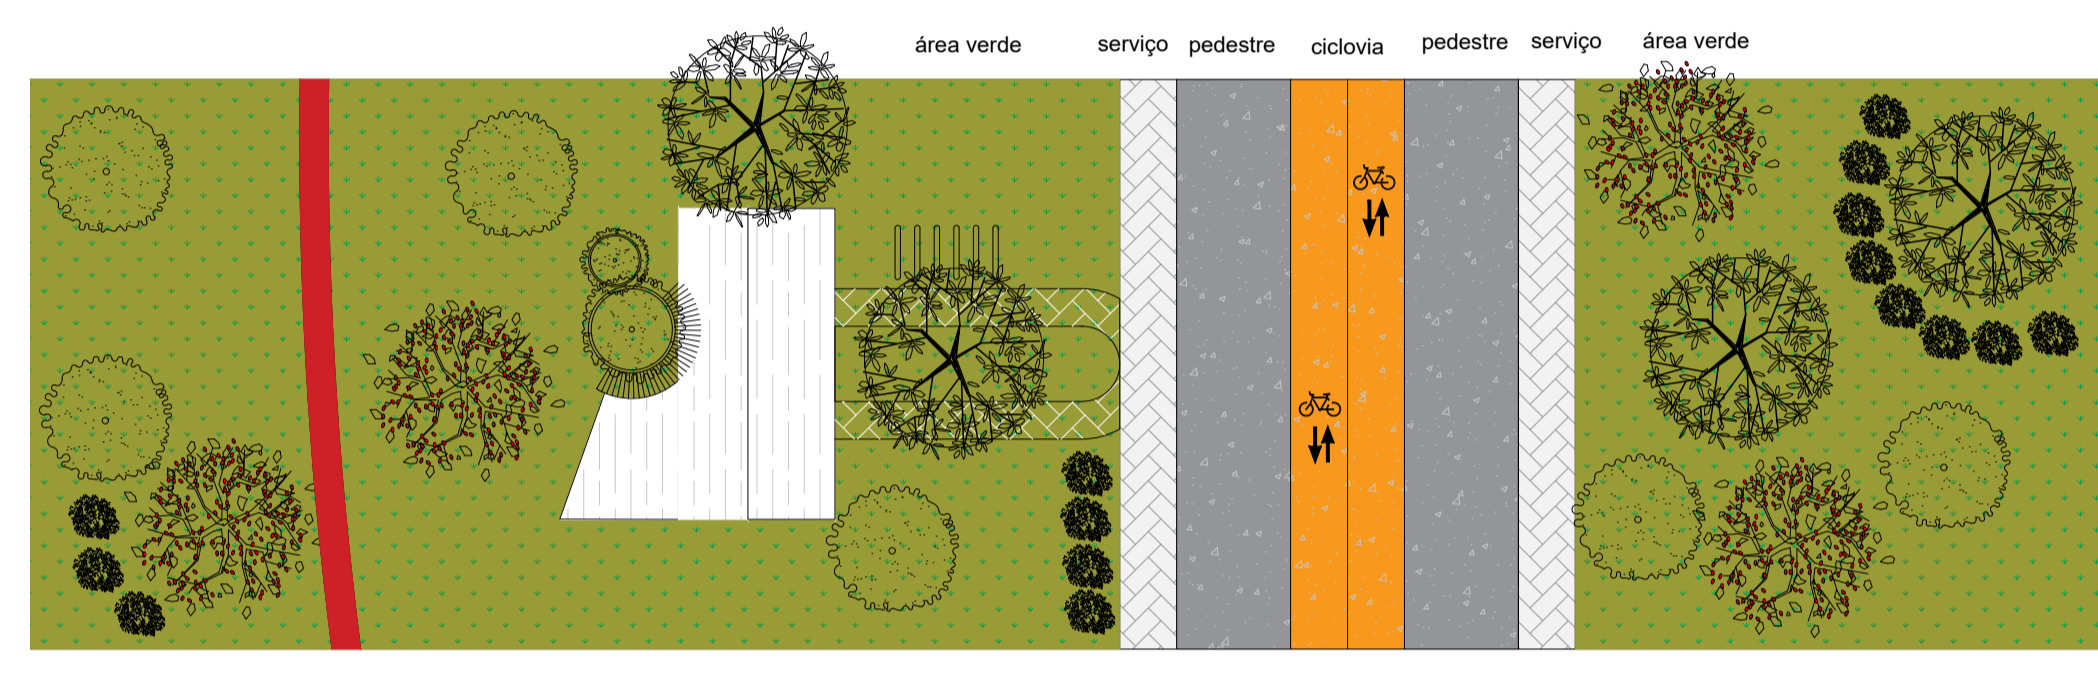 área verde
serviço
pedestre
ciclovia
pedestre
serviço
área verde